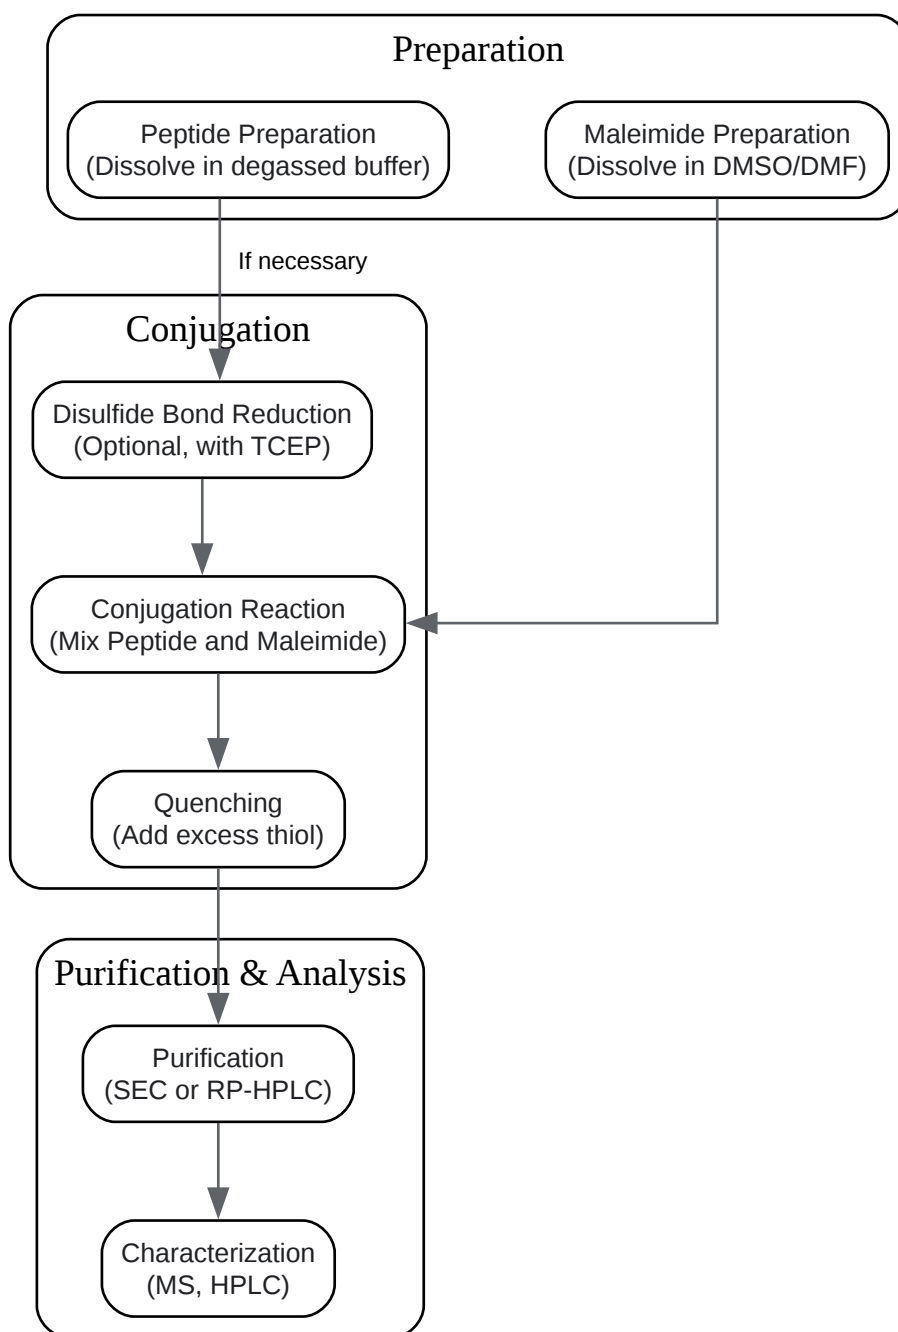 Preparation
Peptide Preparation
(Dissolve in degassed buffer)
Maleimide Preparation
(Dissolve in DMSO/DMF)
If necessary
Conjugation
Disulfide Bond Reduction
(Optional, with TCEP)
Conjugation Reaction
(Mix Peptide and Maleimide)
Quenching
(Add excess thiol)
Purification & Analysis
Purification
(SEC or RP-HPLC)
Characterization
(MS, HPLC)